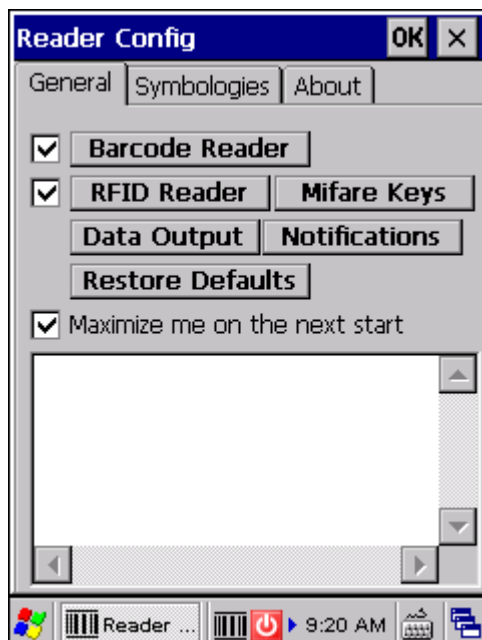 Reader Config OK ×
General Symbologies About
Barcode Reader
RFID Reader Mifare Keys
Data Output Notifications
Restore Defaults
Maximize me on the next start
Reader ... 9:20 AM